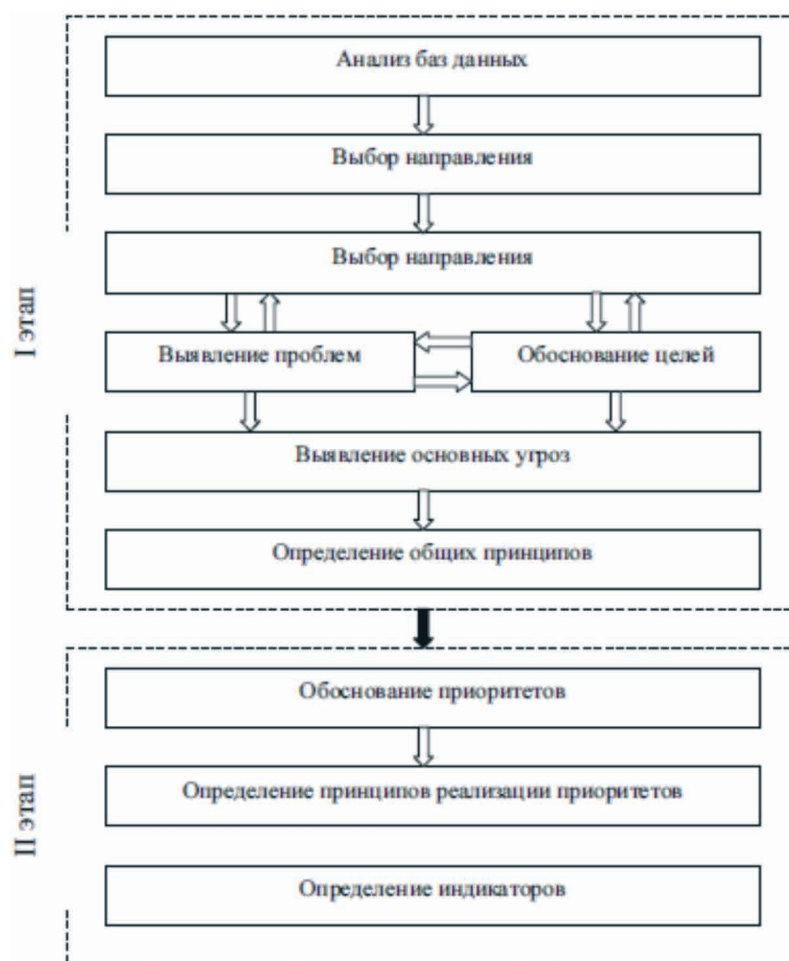 Анализ баз данных
Выбор направления
Выбор направления
I этап
Выявление проблем
Обоснование целей
Выявление основных угроз
Определение общих принципов
Обоснование приоритетов
Определение принципов реализации приоритетов
II этап
Определение индикаторов